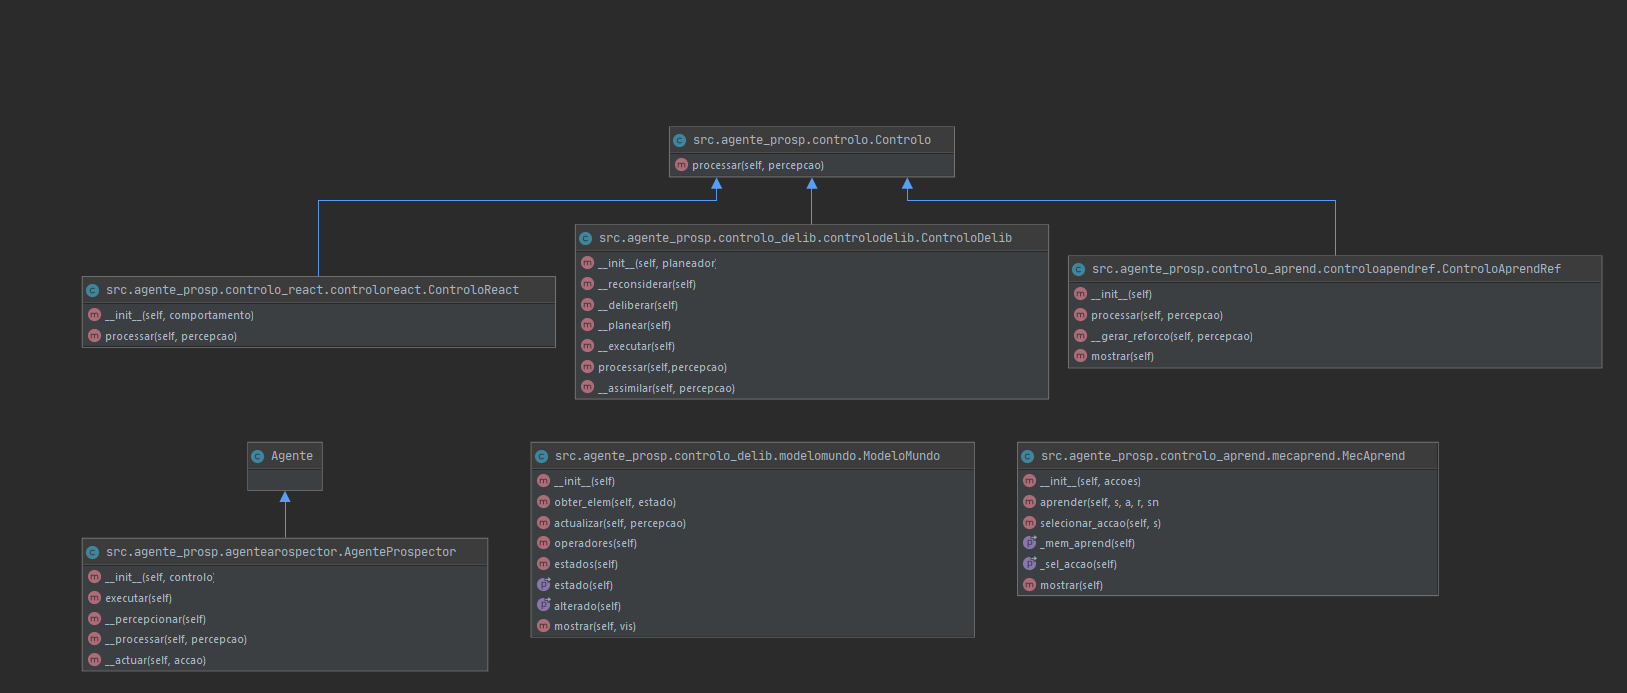 src.agente_prosp.controlo.Controlo
processar(self, percepcao)
src.agente_prosp.controlo_react.controloreact.ControloReact
__init__(self, comportamento)
processar(self, percepcao)
src.agente_prosp.controlo_delib.controlodelib.ControloDelib
__init__(self, planeador)
__reconsiderar(self)
__deliberar(self)
__planear(self)
__executar(self)
processar(self,percepcao)
__assimilar(self, percepcao)
src.agente_prosp.controlo_aprend.controloapendref.ControloAprendRef
__init__(self)
processar(self, percepcao)
__gerar_reforco(self, percepcao)
mostrar(self)
Agente
src.agente_prosp.agentearospector.AgenteProspector
__init__(self, controlo)
executar(self)
__percepcionar(self)
__processar(self, percepcao)
__actuar(self, accao)
src.agente_prosp.controlo_delib.modelomundo.ModeloMundo
__init__(self)
obter_elem(self, estado)
actualizar(self, percepcao)
operadores(self)
estados(self)
estado(self)
alterado(self)
mostrar(self, vis)
src.agente_prosp.controlo_aprend.mecaprend.MecAprend
__init__(self, accoes)
aprender(self, s, a, r, sn
selecionar_accao(self, s)
_mem_aprend(self)
_sel_accao(self)
mostrar(self)